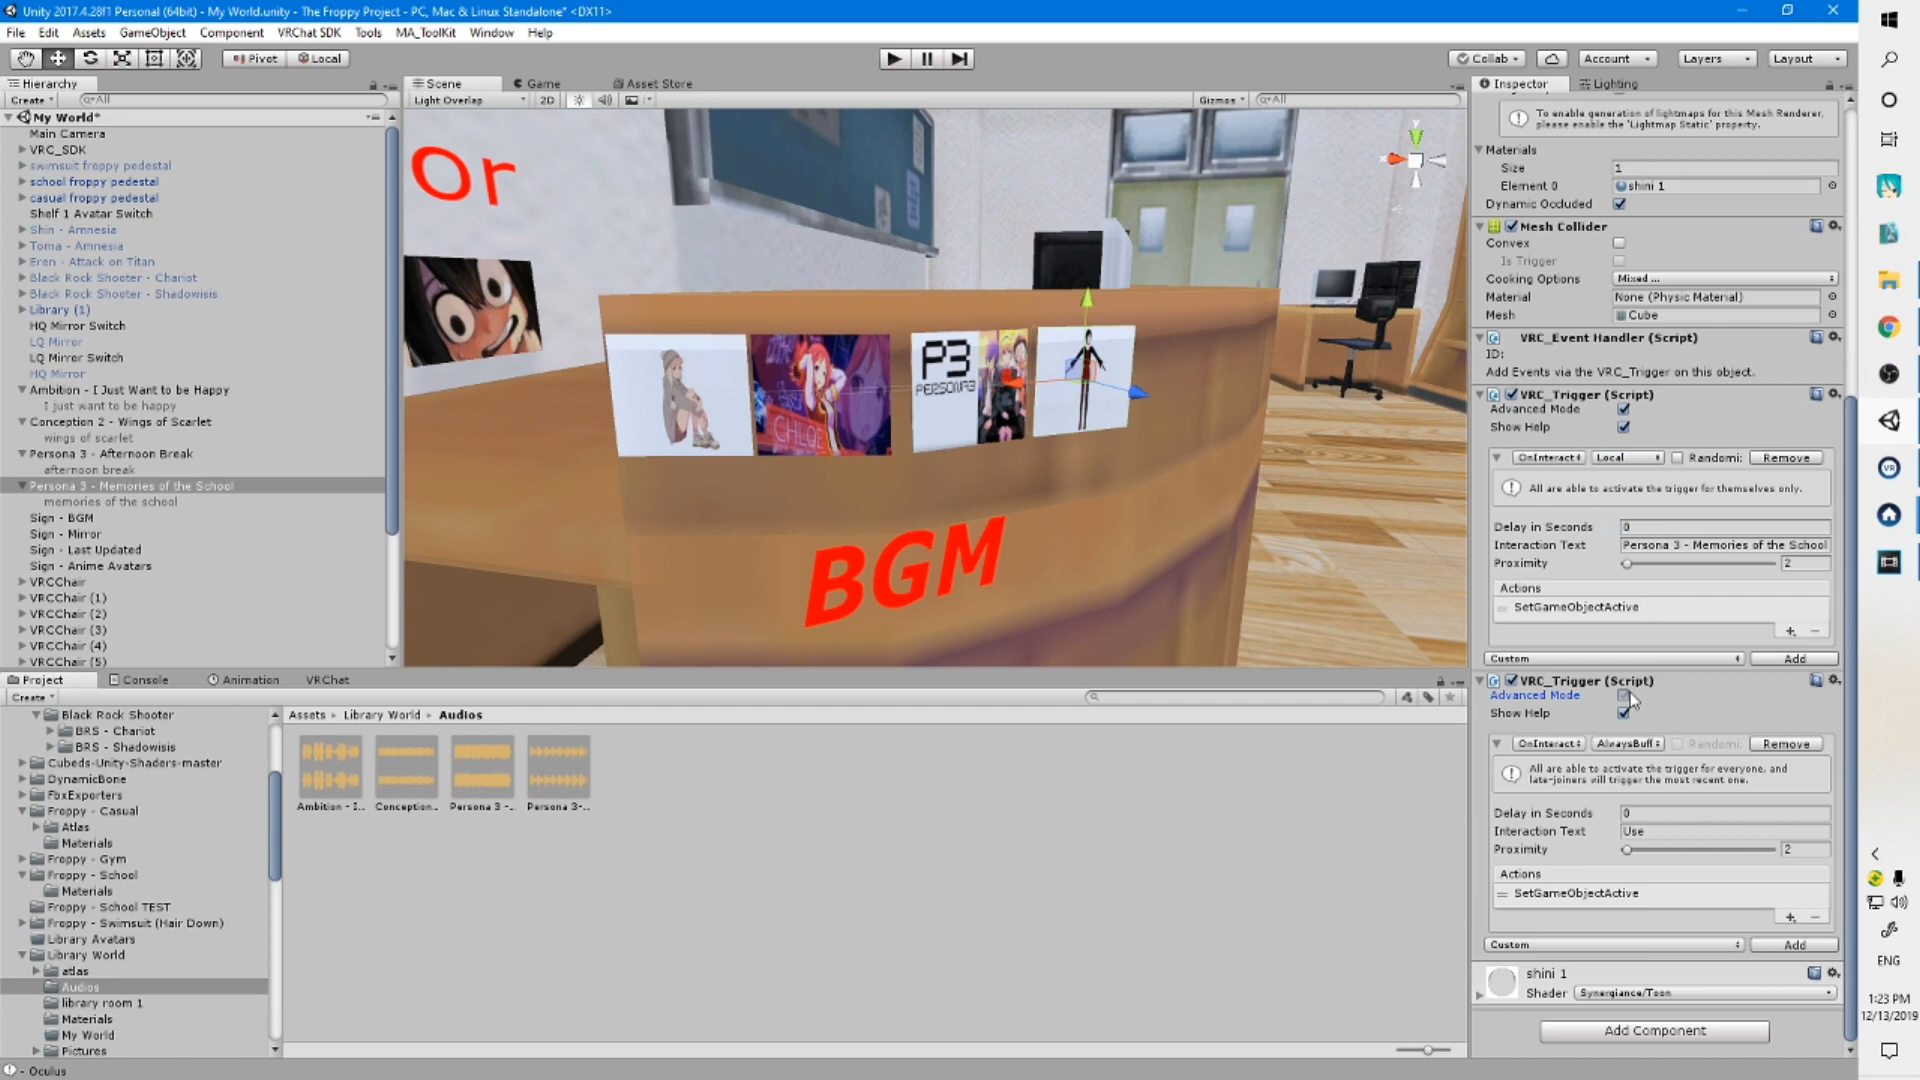 Unity 2017.4.28f1 Personal (64bit) - My World.unity - The Froppy Project - PC, Mac & Linux Standalone* <DX11>
File Edit Assets GameObject Component VRChat SDK Tools MA_ToolKit Window Help
Pivot Local Collab Account Layers Layout
Hierarchy
Create All
My World*
Main Camera
VRC_SDK
swimsuit froppy pedestal
school froppy pedestal
casual froppy pedestal
Shelf 1 Avatar Switch
Shin - Amnesia
Toma - Amnesia
Eren - Attack on Titan
Black Rock Shooter - Chariot
Black Rock Shooter - Shadowisis
Library (1)
HQ Mirror Switch
LQ Mirror
LQ Mirror Switch
HQ Mirror
Ambition - I Just Want to be Happy
I just want to be happy
Conception 2 - Wings of Scarlet
wings of scarlet
Persona 3 - Afternoon Break
afternoon break
Persona 3 - Memories of the School
memories of the school
Sign - BGM
Sign - Mirror
Sign - Last Updated
Sign - Anime Avatars
VRCChair
VRCChair (1)
VRCChair (2)
VRCChair (3)
VRCChair (4)
VRCChair (5)
Scene Game Asset Store
Light Overlap 2D Gizmos All
y
x
Or
CHLOE
P3
PERSONA3
BGM
Inspector Lighting
To enable generation of lightmaps for this Mesh Renderer,
please enable the 'Lightmap Static' property.
Materials
Size 1
Element 0 shini 1
Dynamic Occluded
Mesh Collider
Convex
Is Trigger
Cooking Options Mixed ...
Material None (Physic Material)
Mesh Cube
VRC_Event Handler (Script)
ID:
Add Events via the VRC_Trigger on this object.
VRC_Trigger (Script)
Advanced Mode
Show Help
OnInteract Local Randomi: Remove
All are able to activate the trigger for themselves only.
Delay in Seconds 0
Interaction Text Persona 3 - Memories of the School
Proximity 2
Actions
SetGameObjectActive
+ -
Custom Add
VRC_Trigger (Script)
Advanced Mode
Show Help
OnInteract AlwaysBuff Randomi: Remove
All are able to activate the trigger for everyone, and
late-joiners will trigger the most recent one.
Delay in Seconds 0
Interaction Text Use
Proximity 2
Actions
SetGameObjectActive
+ -
Custom Add
shini 1
Shader Synergiance/Toon
Add Component
Project Console Animation VRChat
Create
Black Rock Shooter
BRS - Chariot
BRS - Shadowisis
Cubeds-Unity-Shaders-master
DynamicBone
FbxExporters
Froppy - Casual
Atlas
Materials
Froppy - Gym
Froppy - School
Materials
Froppy - School TEST
Froppy - Swimsuit (Hair Down)
Library Avatars
Library World
atlas
Audios
library room 1
Materials
My World
Pictures
Assets Library World Audios
Ambition - I... Conception... Persona 3 -... Persona 3-...
- Oculus
VR
ENG
1:23 PM
12/13/2019